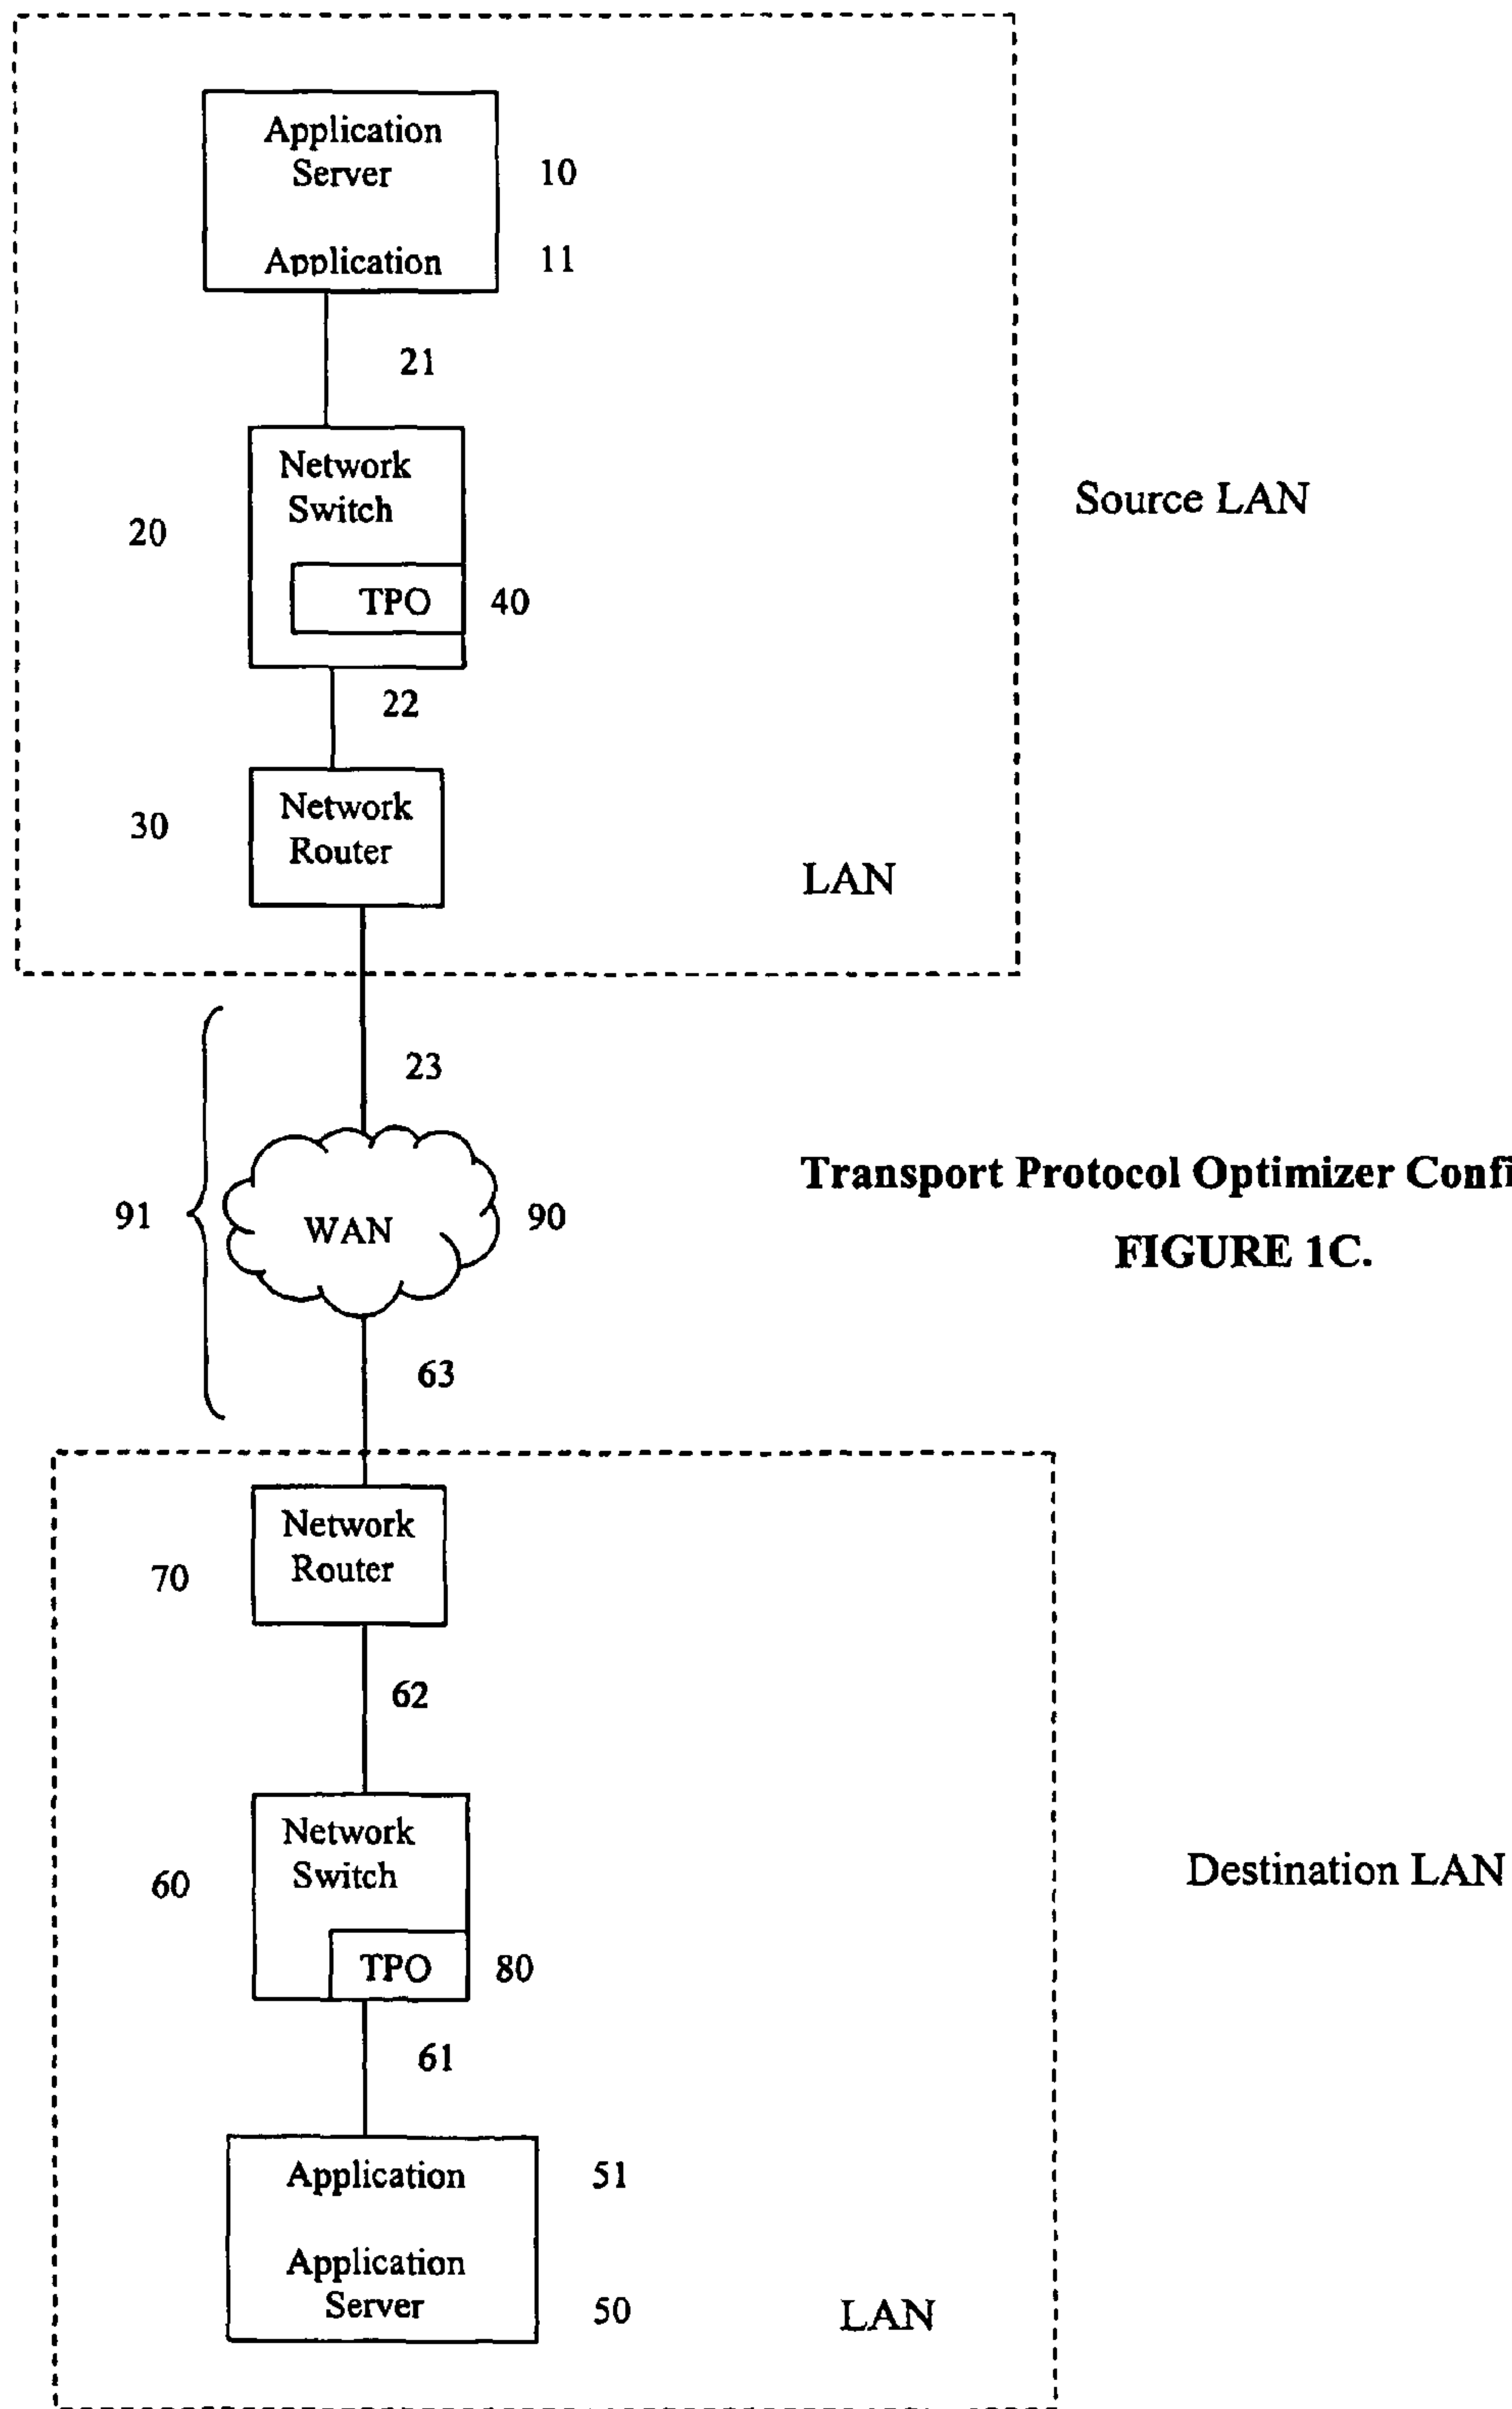 Application
Server
10
Application
11
21
Network
Switch
20
TPO
40
Source LAN
22
Network
Router
30
LAN
23
91
WAN
90
Transport Protocol Optimizer Confi
FIGURE 1C.
63
Network
Router
70
62
Network
Switch
60
TPO
80
Destination LAN
61
Application
51
Application
Server
50
LAN